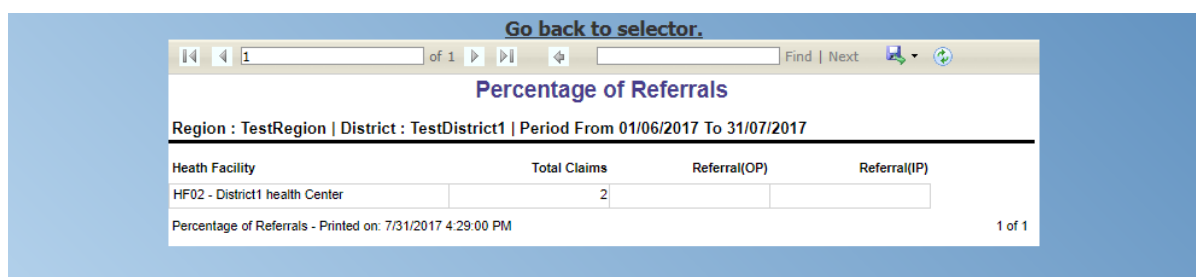 Go back to selector.
1 of 1 Find | Next
Percentage of Referrals
Region : TestRegion | District : TestDistrict1 | Period From 01/06/2017 To 31/07/2017
Heath Facility Total Claims Referral(OP) Referral(IP)
HF02 - District1 health Center 2
Percentage of Referrals - Printed on: 7/31/2017 4:29:00 PM 1 of 1